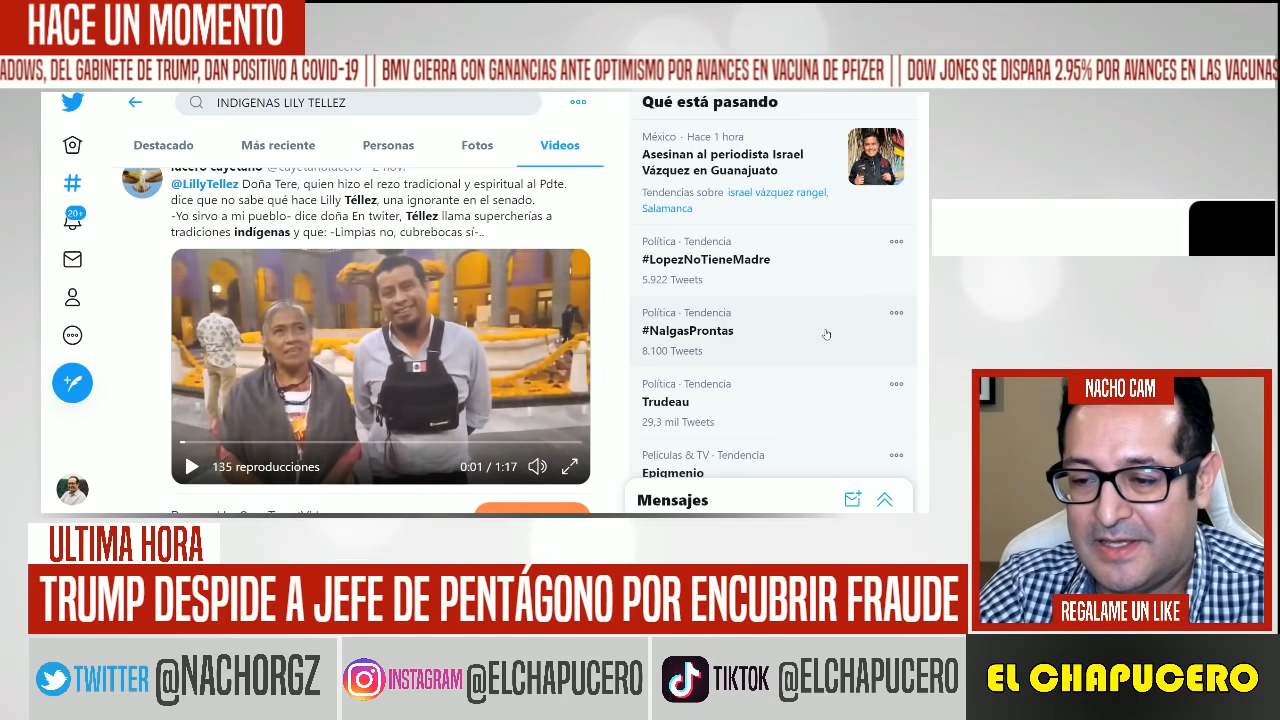 HACE UN MOMENTO
ADOWS, DEL GABINETE DE TRUMP, DAN POSITIVO A COVID-19 || BMV CIERRA CON GANANCIAS ANTE OPTIMISMO POR AVANCES EN VACUNA DE PFIZER || DOW JONES SE DISPARA 2.95% POR AVANCES EN LAS VACUNAS
INDIGENAS LILY TELLEZ
Destacado Más reciente Personas Fotos Videos
20+
lucero cayetano @cayetanolucero · 2 nov.
@LillyTellez Doña Tere, quien hizo el rezo tradicional y espiritual al Pdte.
dice que no sabe qué hace Lilly Téllez, una ignorante en el senado.
-Yo sirvo a mi pueblo- dice doña En twiter, Téllez llama supercherías a
tradiciones indígenas y que: -Limpias no, cubrebocas sí-..
135 reproducciones 0:01 / 1:17
Qué está pasando
México · Hace 1 hora
Asesinan al periodista Israel
Vázquez en Guanajuato
Tendencias sobre israel vázquez rangel,
Salamanca
Política · Tendencia
#LopezNoTieneMadre
5.922 Tweets
Política · Tendencia
#NalgasProntas
8.100 Tweets
Política · Tendencia
Trudeau
29,3 mil Tweets
Películas & TV · Tendencia
Epigmenio
Mensajes
NACHO CAM
REGALAME UN LIKE
ULTIMA HORA
TRUMP DESPIDE A JEFE DE PENTÁGONO POR ENCUBRIR FRAUDE
TWITTER @NACHORGZ
INSTAGRAM @ELCHAPUCERO
TIKTOK @ELCHAPUCERO
EL CHAPUCERO